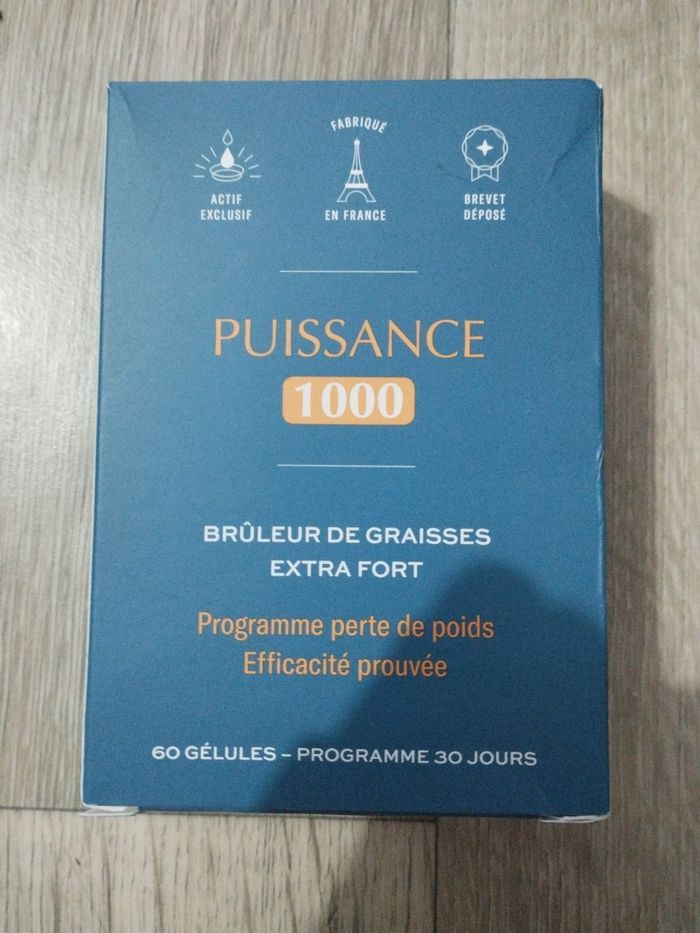 ACTIF
EXCLUSIF
FABRIQUÉ
EN FRANCE
BREVET
DÉPOSÉ
PUISSANCE
1000
BRÛLEUR DE GRAISSES
EXTRA FORT
Programme perte de poids
Efficacité prouvée
60 GÉLULES – PROGRAMME 30 JOURS